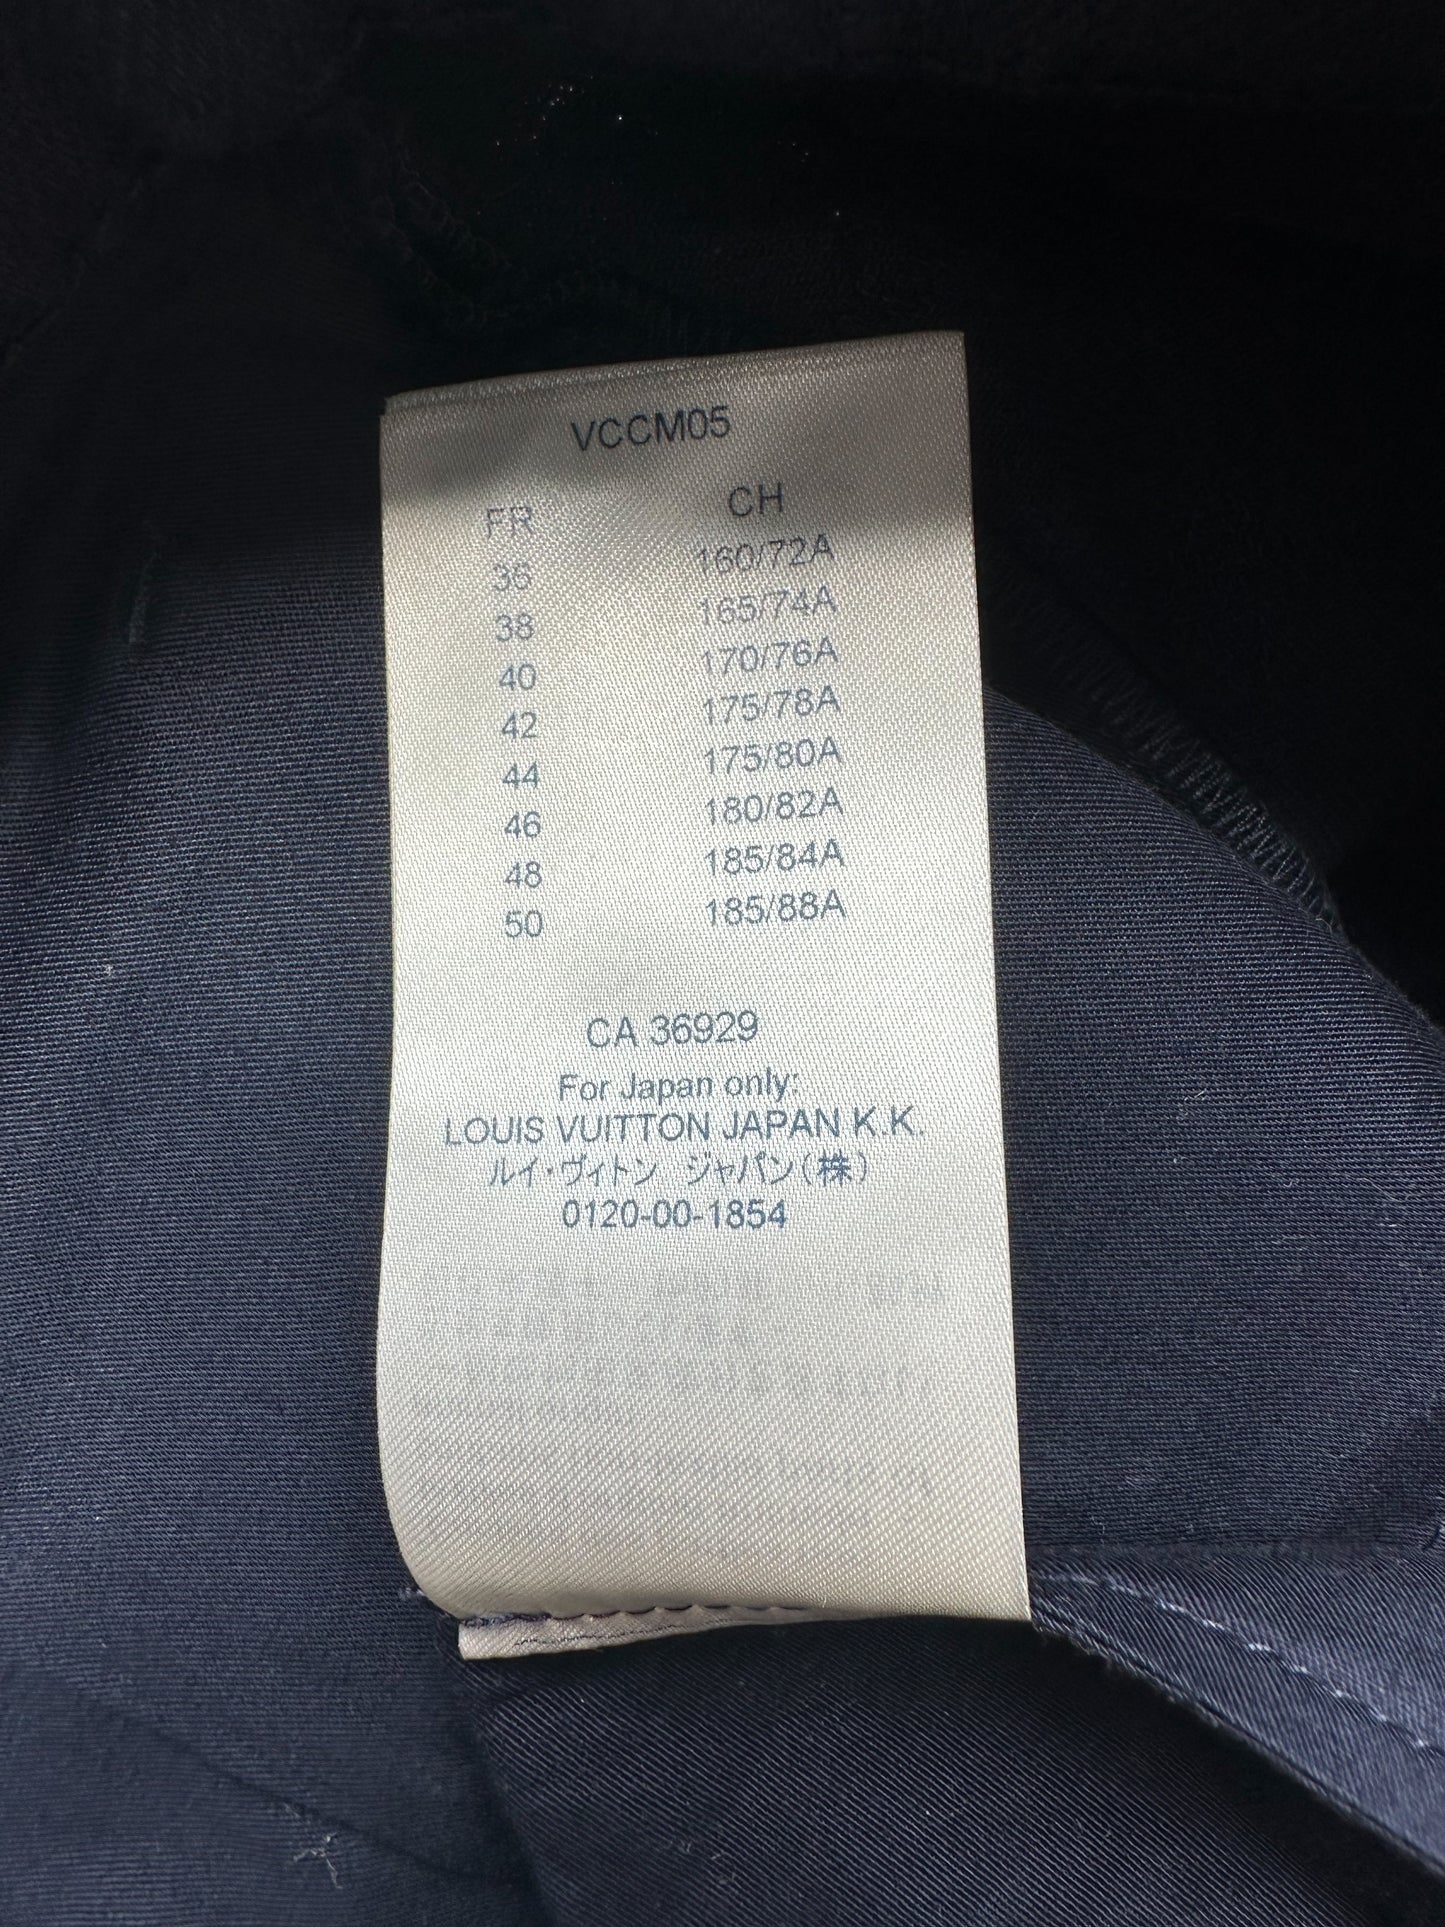 VCCM05
FR CH
36 160/72A
38 165/74A
40 170/76A
42 175/78A
44 175/80A
46 180/82A
48 185/84A
50 185/88A
CA 36929
For Japan only:
LOUIS VUITTON JAPAN K.K.
ルイ・ヴィトン ジャパン(株)
0120-00-1854